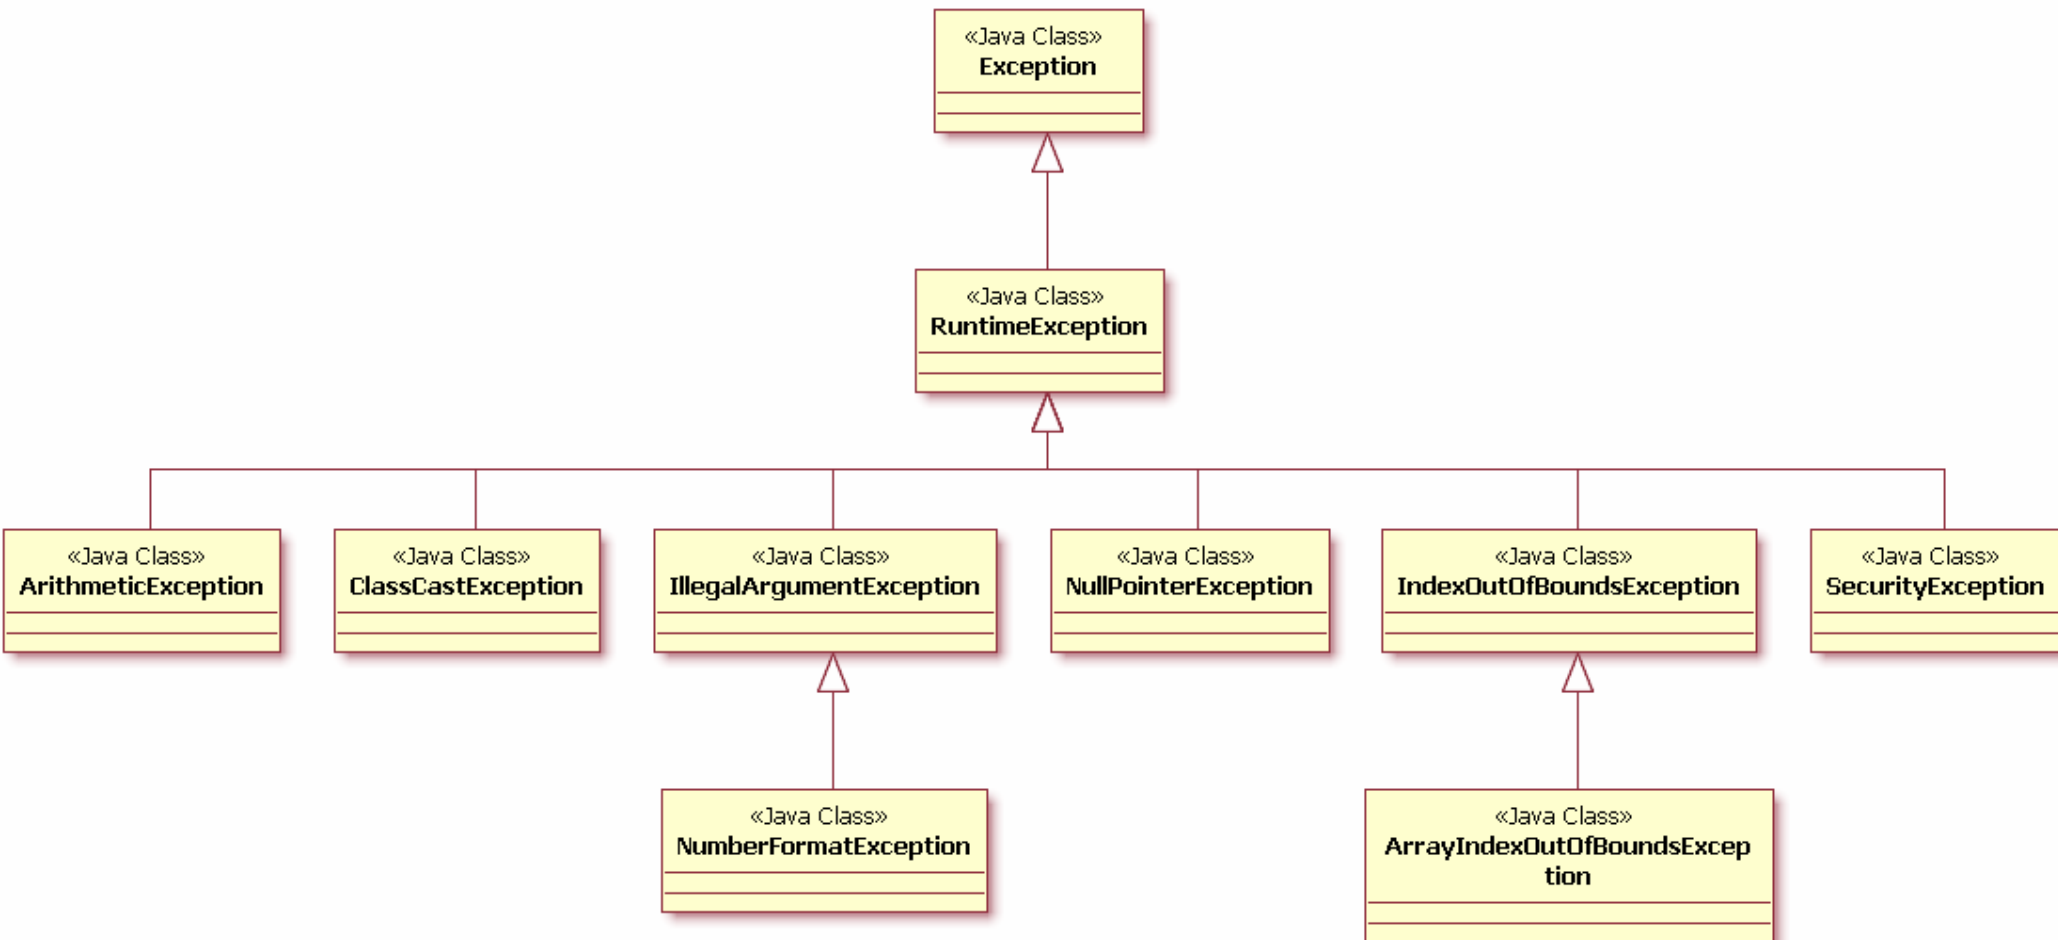 «Java Class»
Exception
«Java Class»
RuntimeException
«Java Class»
ArithmeticException
«Java Class»
ClassCastException
«Java Class»
IllegalArgumentException
«Java Class»
NullPointerException
«Java Class»
IndexOutOfBoundsException
«Java Class»
SecurityException
«Java Class»
NumberFormatException
«Java Class»
ArrayIndexOutOfBoundsExcep
tion